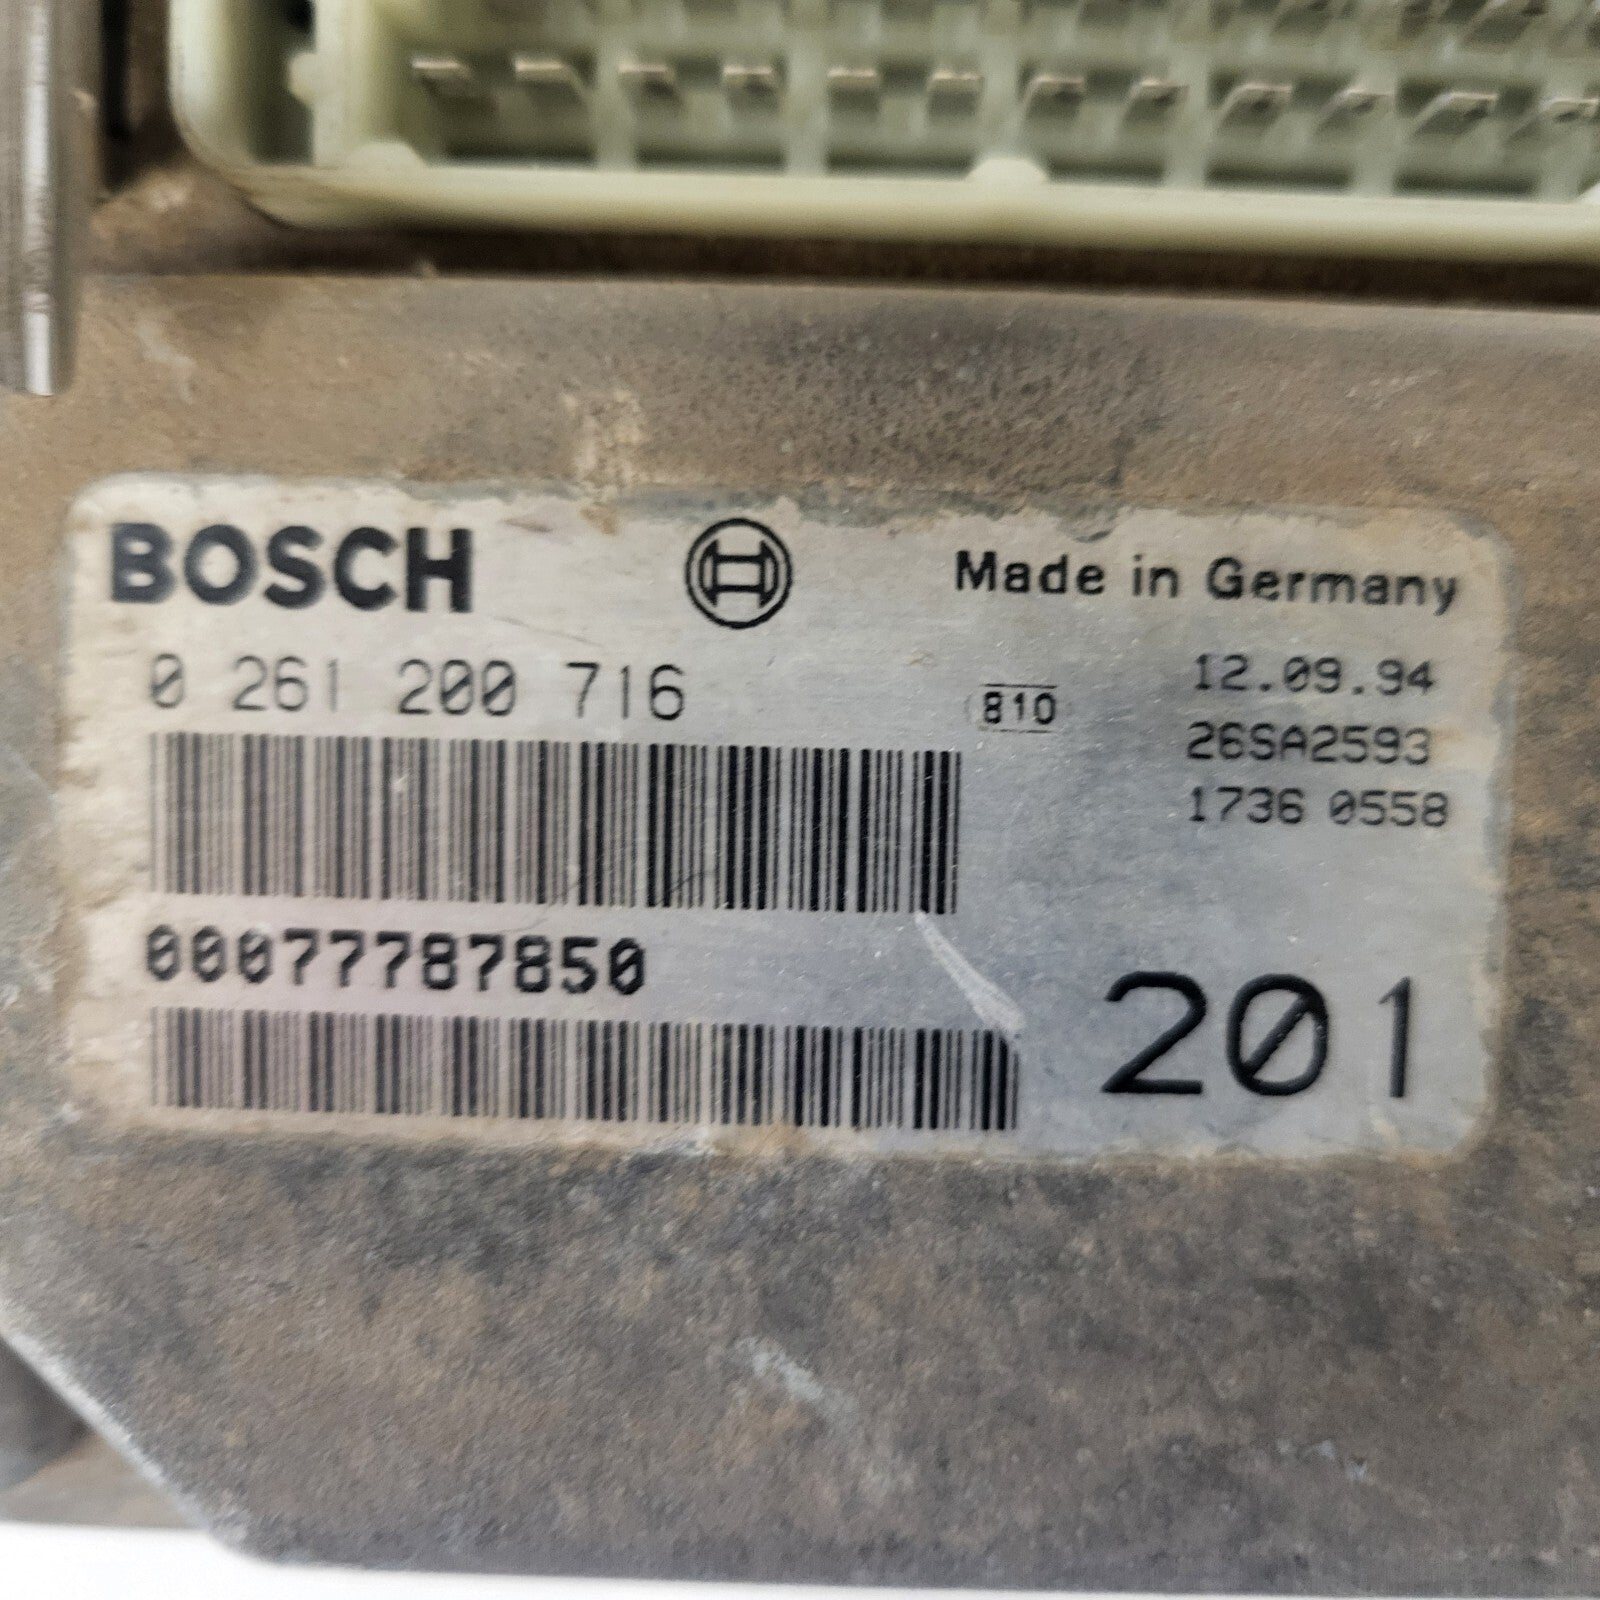 BOSCH
Made in Germany
0 261 200 716
810
12.09.94
26SA2593
1736 0558
00077787850
201